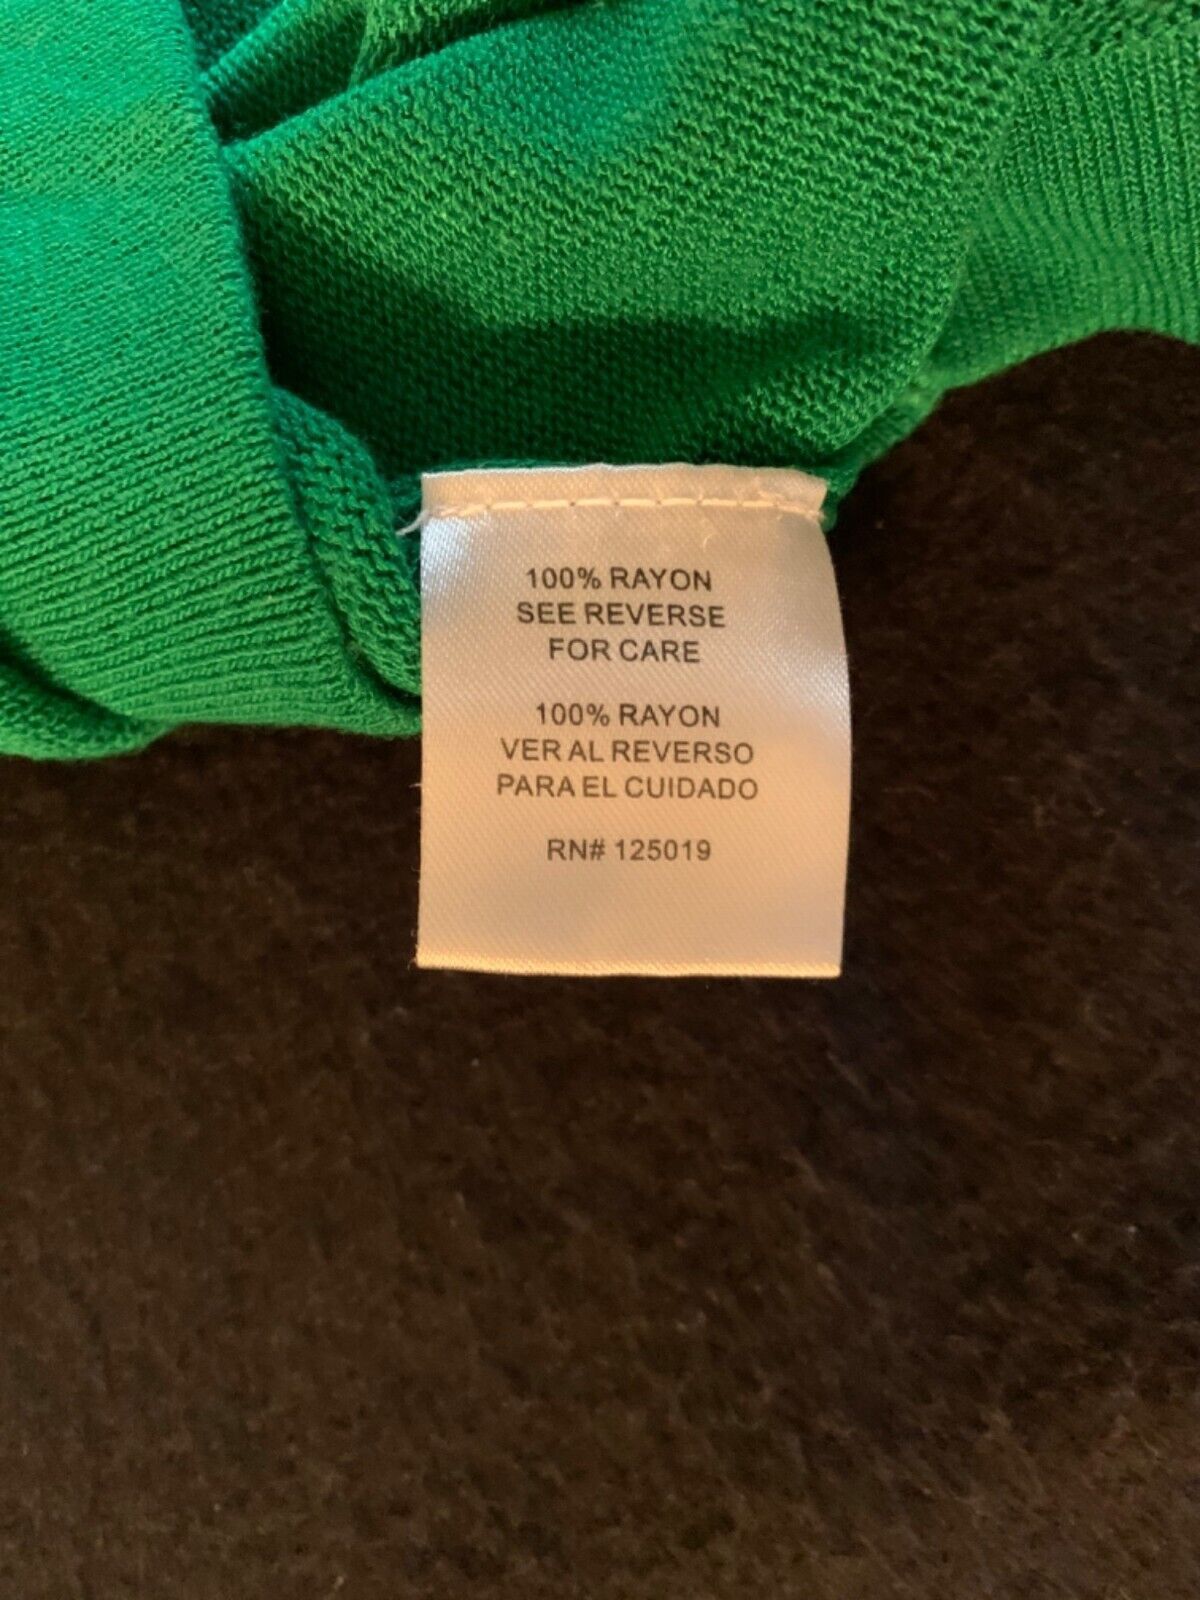 100% RAYON
SEE REVERSE
FOR CARE
100% RAYON
VER AL REVERSO
PARA EL CUIDADO
RN# 125019